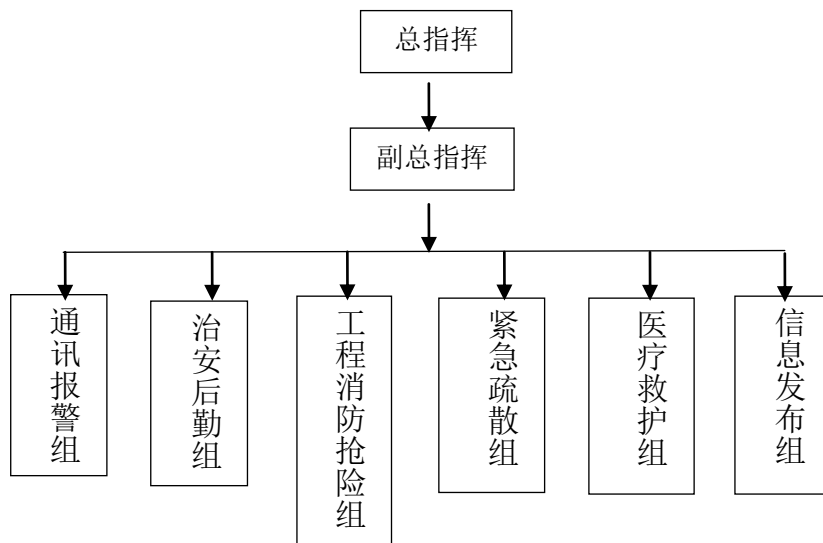 总指挥
副总指挥
通讯报警组
治安后勤组
工程消防抢险组
紧急疏散组
医疗救护组
信息发布组